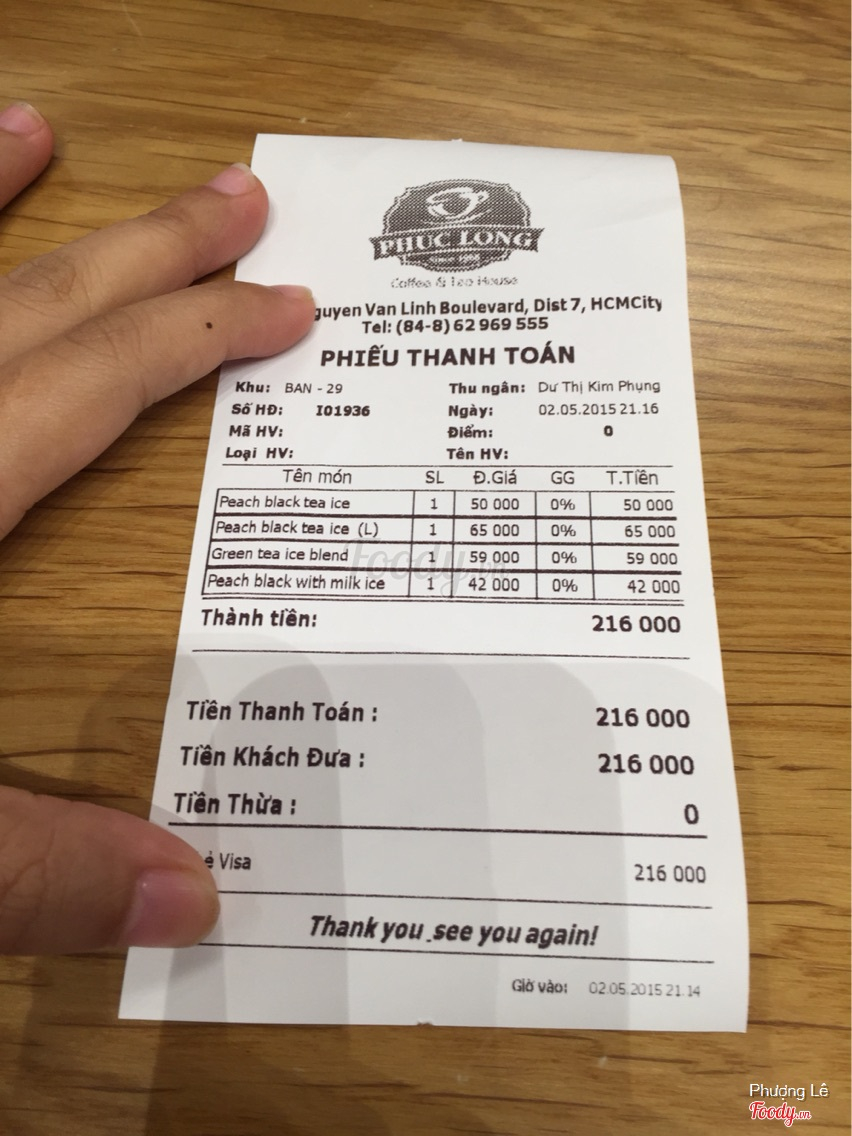 PHUC LONG
Coffee & Tea House
guyen Van Linh Boulevard, Dist 7, HCMCity
Tel: (84-8) 62 969 555
PHIẾU THANH TOÁN
Khu: BAN - 29 Thu ngân: Dư Thị Kim Phụng
Số HĐ: I01936 Ngày: 02.05.2015 21.16
Mã HV: Điểm: 0
Loại HV: Tên HV:
Tên món SL Đ.Giá GG T.Tiền
Peach black tea ice 1 50 000 0% 50 000
Peach black tea ice (L) 1 65 000 0% 65 000
Green tea ice blend 1 59 000 0% 59 000
Peach black with milk ice 1 42 000 0% 42 000
Foody.vn
Thành tiền: 216 000
Tiền Thanh Toán : 216 000
Tiền Khách Đưa : 216 000
Tiền Thừa : 0
ẻ Visa 216 000
Thank you .see you again!
Giờ vào: 02.05.2015 21.14
Phượng Lê
Foody.vn